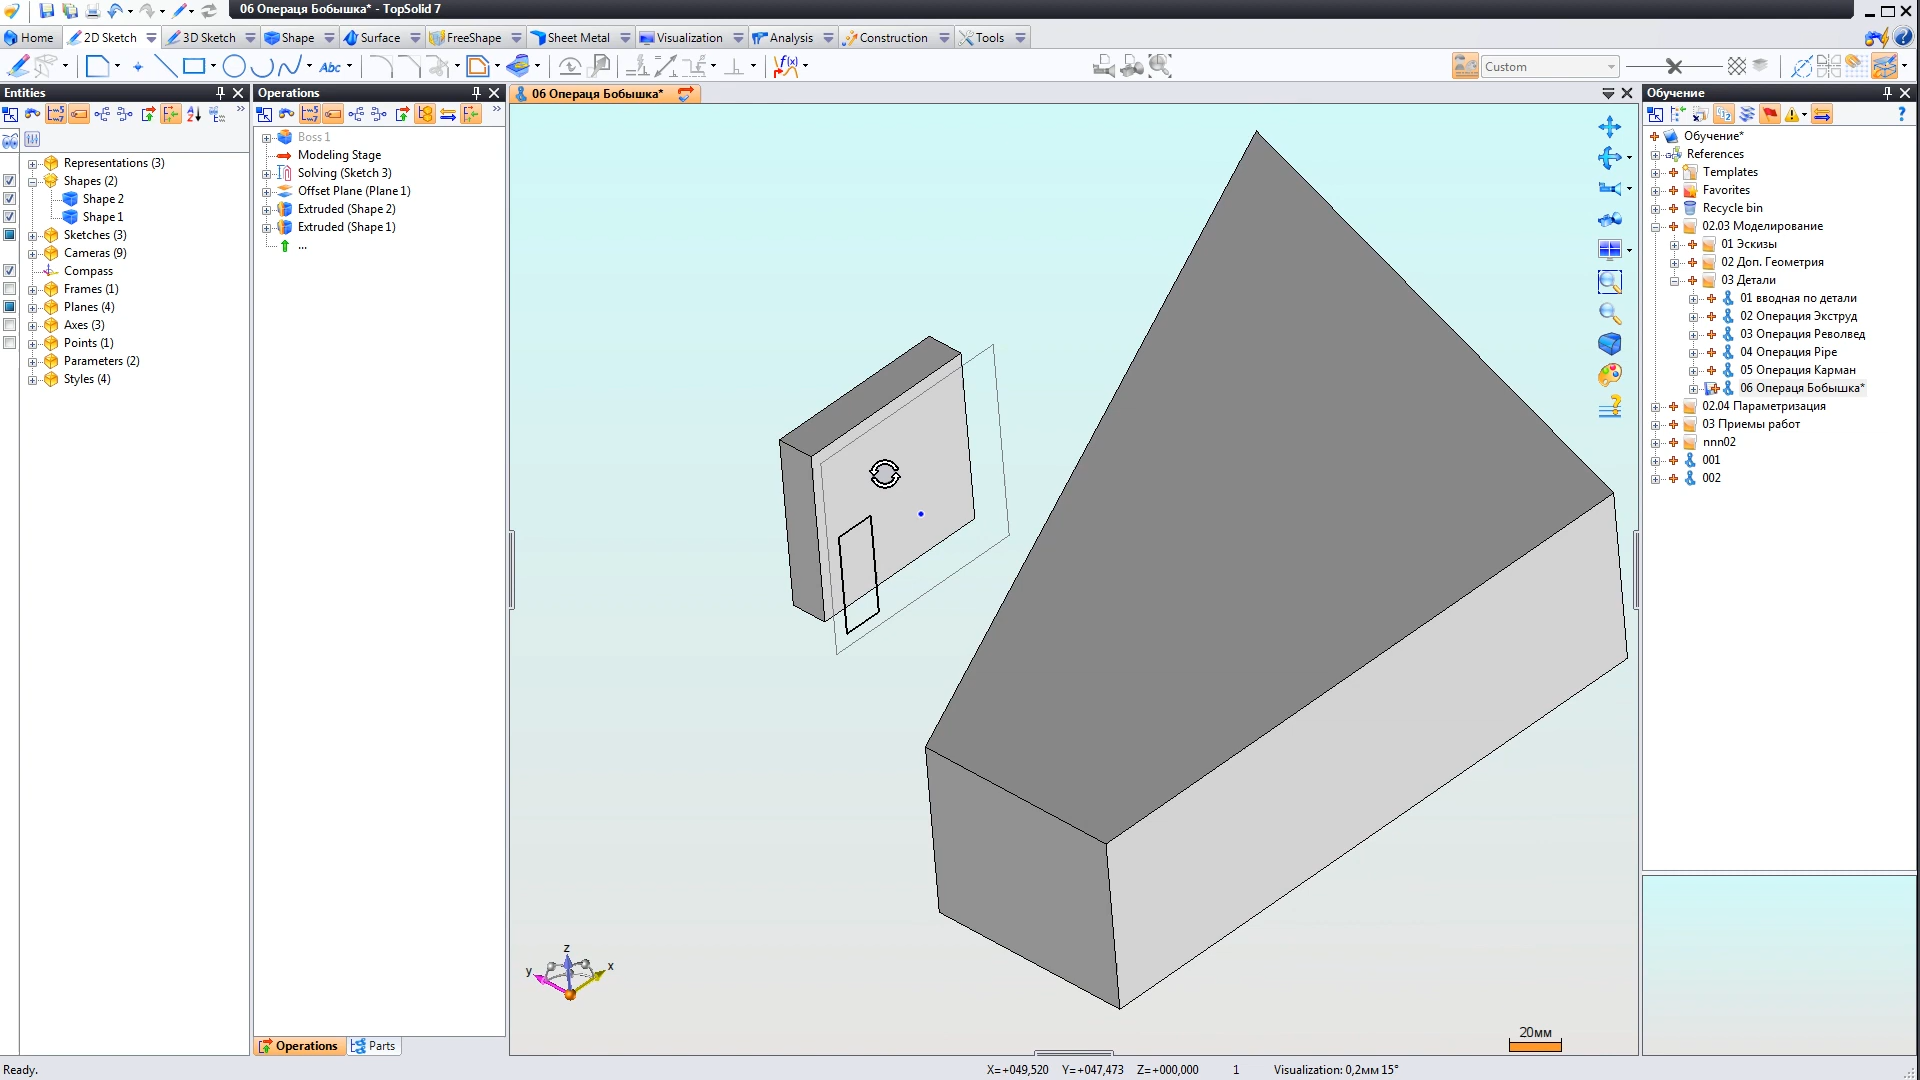 06 Операця Бобышка* - TopSolid 7
Home
2D Sketch
3D Sketch
Shape
Surface
FreeShape
Sheet Metal
Visualization
Analysis
Construction
Tools
Abc
f(x)
Custom
Entities
Representations (3)
Shapes (2)
Shape 2
Shape 1
Sketches (3)
Cameras (9)
Compass
Frames (1)
Planes (4)
Axes (3)
Points (1)
Parameters (2)
Styles (4)
Operations
Boss 1
Modeling Stage
Solving (Sketch 3)
Offset Plane (Plane 1)
Extruded (Shape 2)
Extruded (Shape 1)
...
Operations
Parts
06 Операця Бобышка*
z
y
x
20мм
Обучение
Обучение*
References
Templates
Favorites
Recycle bin
02.03 Моделирование
01 Эскизы
02 Доп. Геометрия
03 Детали
01 вводная по детали
02 Операция Экструд
03 Операция Револвед
04 Операция Pipe
05 Операция Карман
06 Операця Бобышка*
02.04 Параметризация
03 Приемы работ
nnn02
001
002
Ready.
X=+049,520 Y=+047,473 Z=+000,000
1
Visualization: 0,2мм 15°